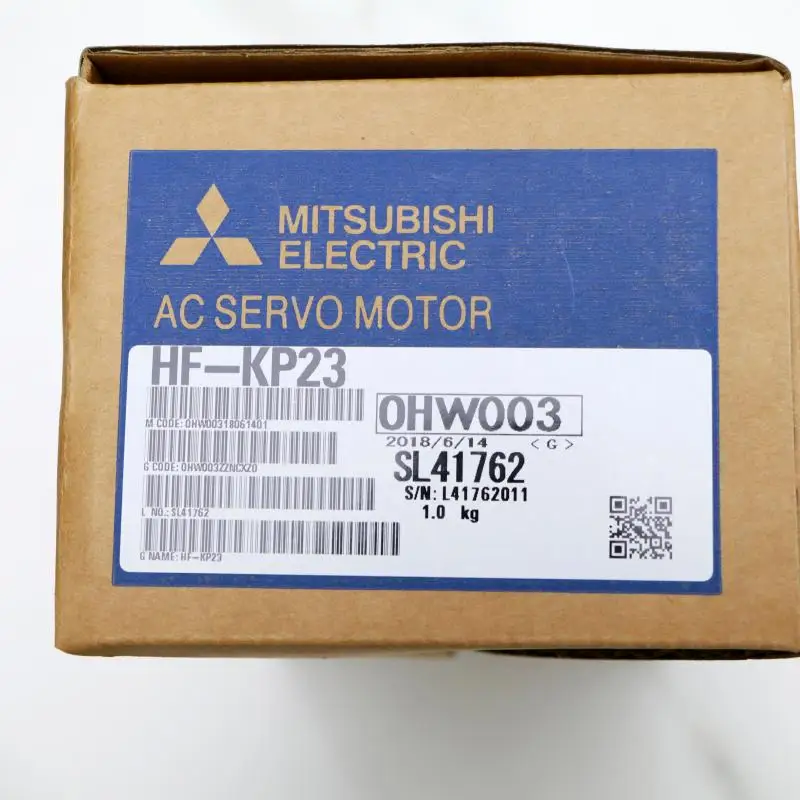 MITSUBISHI
ELECTRIC
AC SERVO MOTOR
HF-KP23
M CODE: 0HW00318061401
G CODE: 0HW003ZZNCXZ0
L NO.: SL41762
G NAME: HF-KP23
0HW003
2018/6/14 <G>
SL41762
S/N: L41762011
1.0 kg